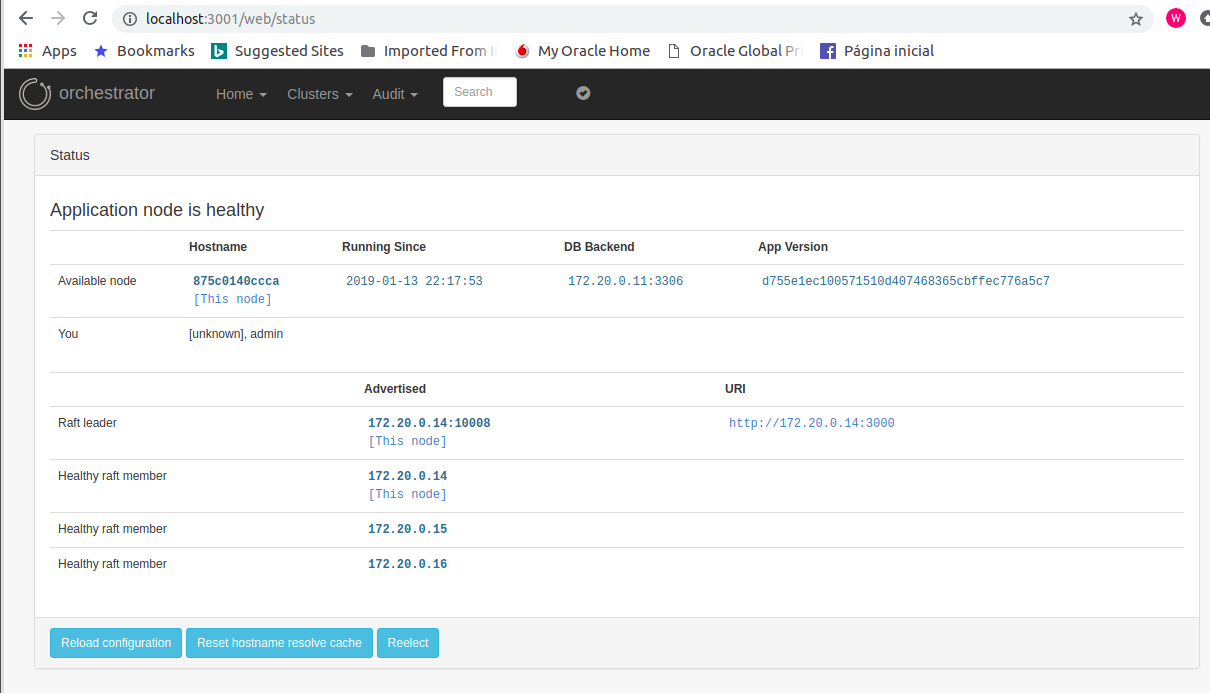 localhost:3001/web/status
W
Apps Bookmarks Suggested Sites Imported From My Oracle Home Oracle Global Pri Página inicial
orchestrator Home Clusters Audit Search
Status
Application node is healthy
Hostname Running Since DB Backend App Version
Available node 875c0140ccca 2019-01-13 22:17:53 172.20.0.11:3306 d755e1ec100571510d407468365cbffec776a5c7
[This node]
You [unknown], admin
Advertised URI
Raft leader 172.20.0.14:10008 http://172.20.0.14:3000
[This node]
Healthy raft member 172.20.0.14
[This node]
Healthy raft member 172.20.0.15
Healthy raft member 172.20.0.16
Reload configuration Reset hostname resolve cache Reelect